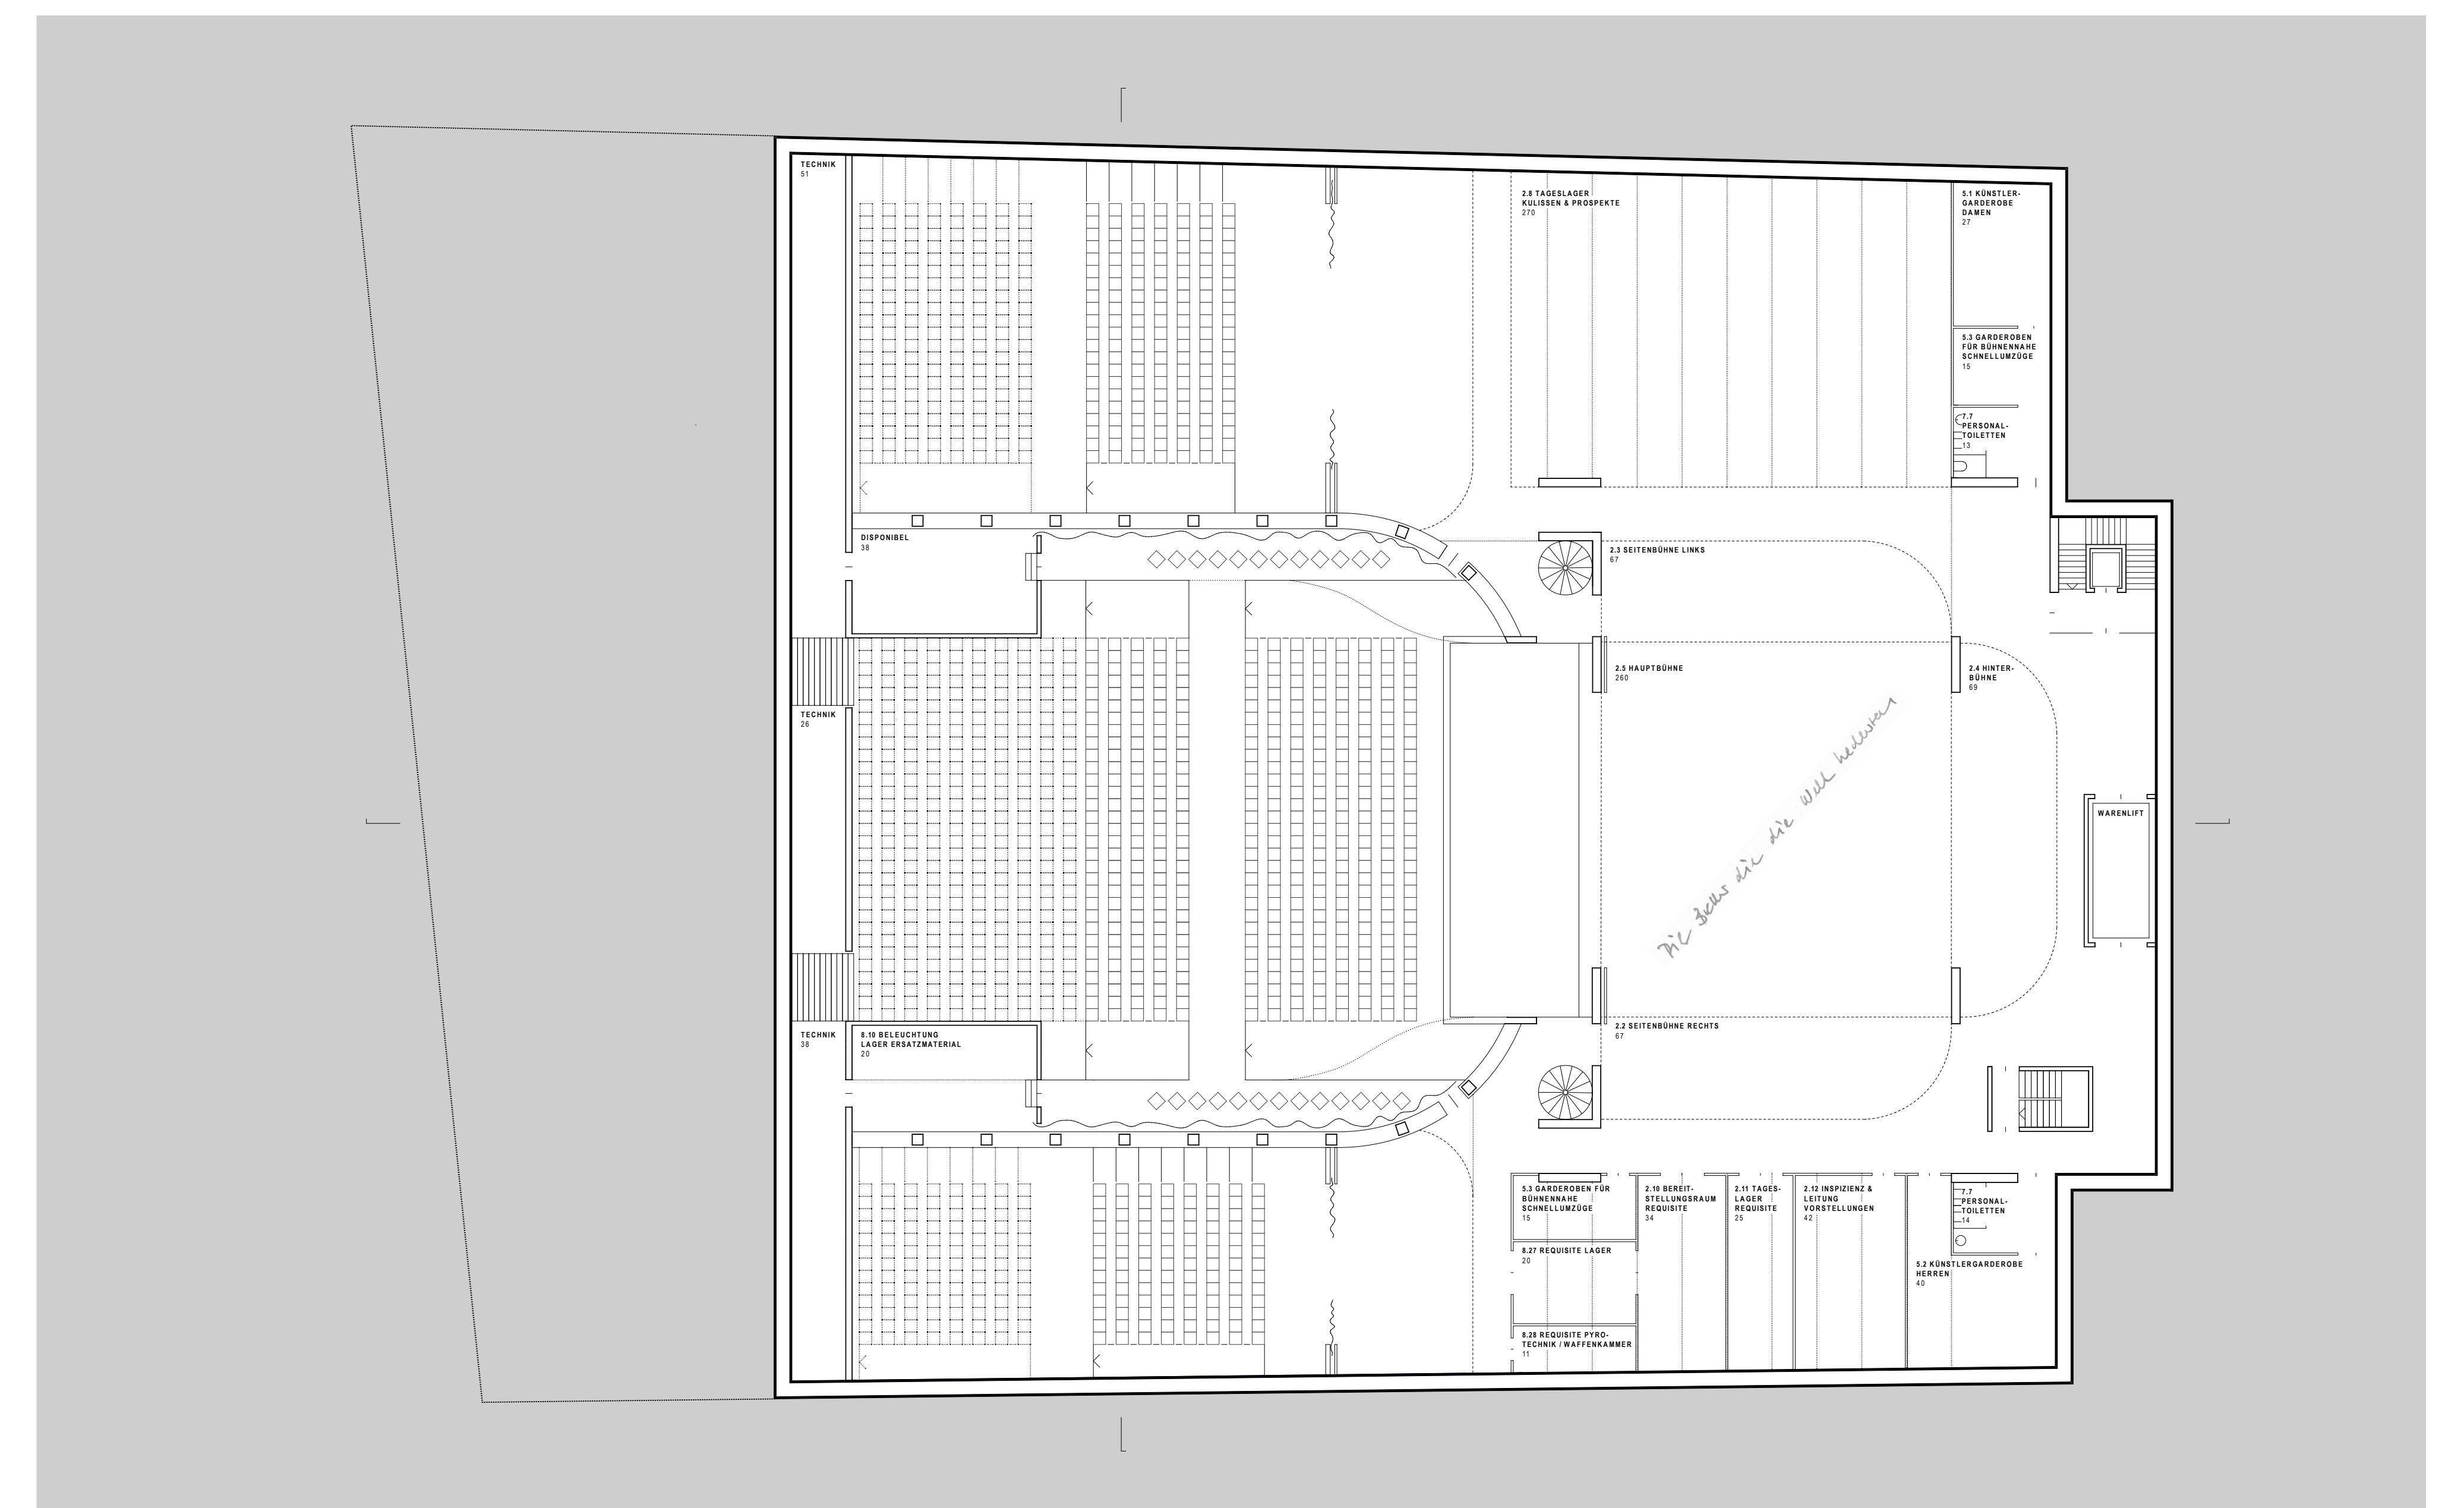 TECHNIK
51
2.8 TAGESLAGER
KULISSEN & PROSPEKTE
270
5.1 KÜNSTLER-
GARDEROBE
DAMEN
27
5.3 GARDEROBEN
FÜR BÜHNENNAHE
SCHNELLUMZÜGE
15
7.7
PERSONAL-
TOILETTEN
13
DISPONIBEL
38
2.3 SEITENBÜHNE LINKS
67
2.5 HAUPTBÜHNE
260
2.4 HINTER-
BÜHNE
69
TECHNIK
26
WARENLIFT
Die die die
TECHNIK
38
8.10 BELEUCHTUNG
LAGER ERSATZMATERIAL
20
2.2 SEITENBÜHNE RECHTS
67
5.3 GARDEROBEN FÜR
BÜHNENNAHE
SCHNELLUMZÜGE
15
2.10 BEREIT-
STELLUNGSRAUM
REQUISITE
34
2.11 TAGES-
LAGER
REQUISITE
25
2.12 INSPIZIENZ &
LEITUNG
VORSTELLUNGEN
42
7.7
PERSONAL-
TOILETTEN
14
8.27 REQUISITE LAGER
20
5.2 KÜNSTLERGARDEROBE
HERREN
40
8.28 REQUISITE PYRO-
TECHNIK / WAFFENKAMMER
11